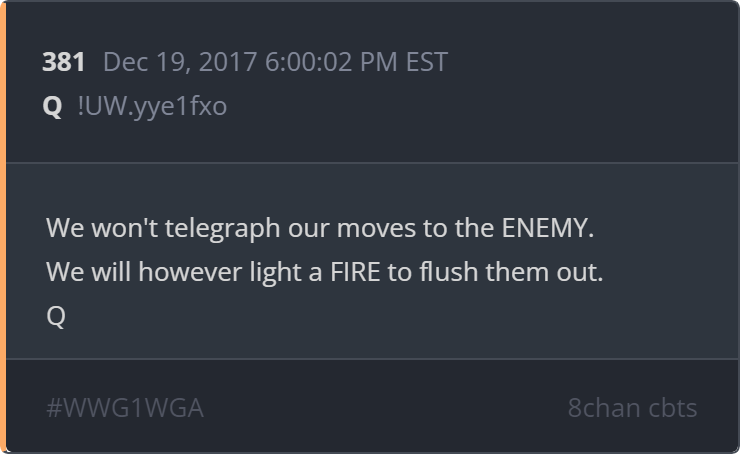 381 Dec 19, 2017 6:00:02 PM EST
Q !UW.yye1fxo
We won't telegraph our moves to the ENEMY.
We will however light a FIRE to flush them out.
Q
#WWG1WGA 8chan cbts